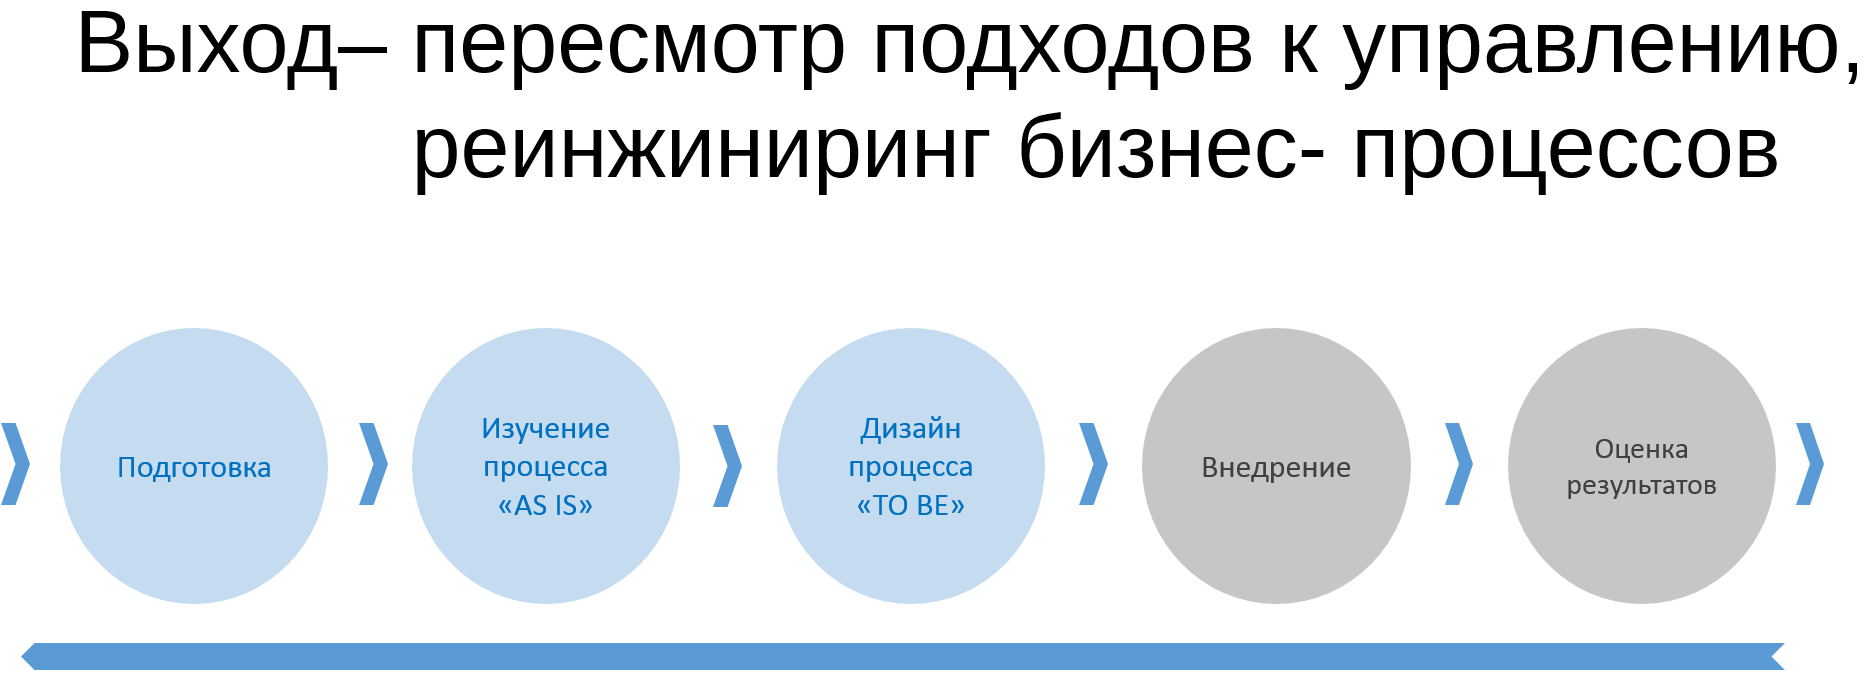 Выход– пересмотр подходов к управлению,
реинжиниринг бизнес- процессов
Подготовка
Изучение
процесса
«AS IS»
Дизайн
процесса
«TO BE»
Внедрение
Оценка
результатов